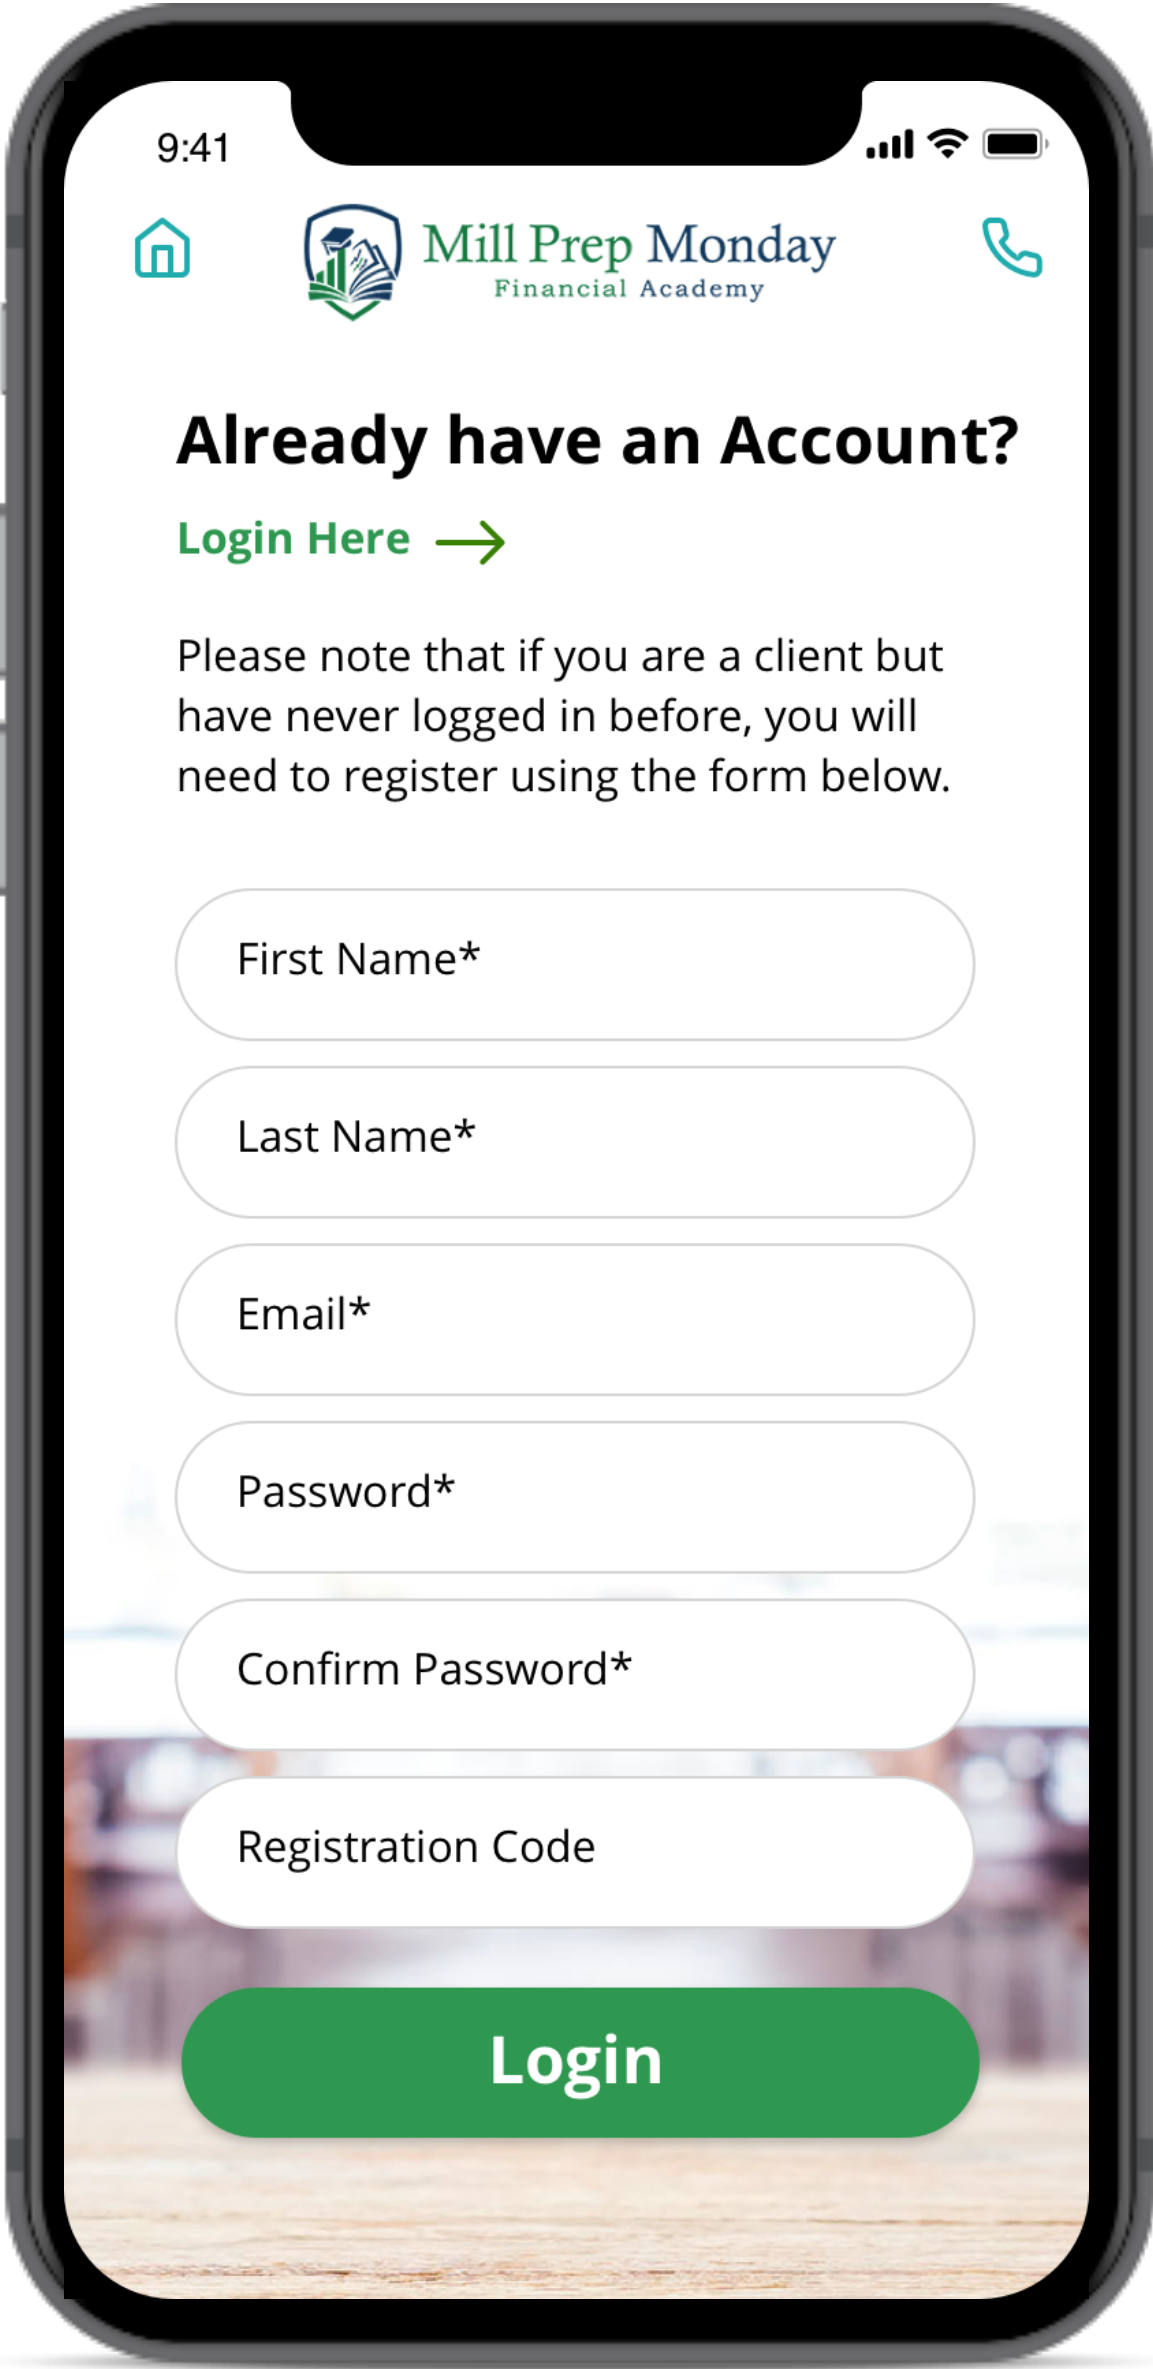 9:41
Mill Prep Monday
Financial Academy
Already have an Account?
Login Here
Please note that if you are a client but
have never logged in before, you will
need to register using the form below.
First Name*
Last Name*
Email*
Password*
Confirm Password*
Registration Code
Login